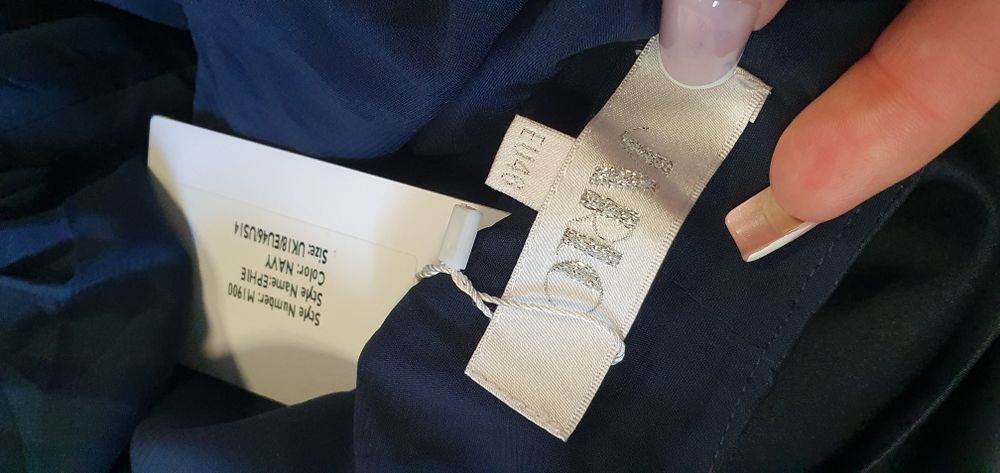 EU46
Style Number: M1900
Style Name:EPHIE
Color: NAVY
Size: UK18/EU46/US14